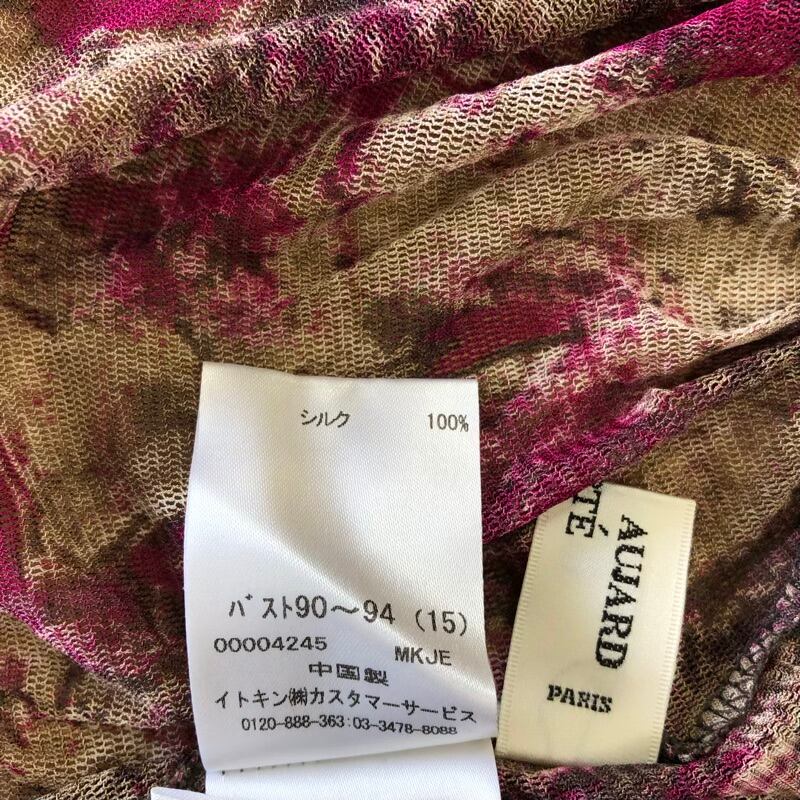 シルク 100%
バスト90～94 (15)
00004245 MKJE
中国製
イトキン㈱カスタマーサービス
0120-888-363:03-3478-8088
TÉ
AUJARD
PARIS